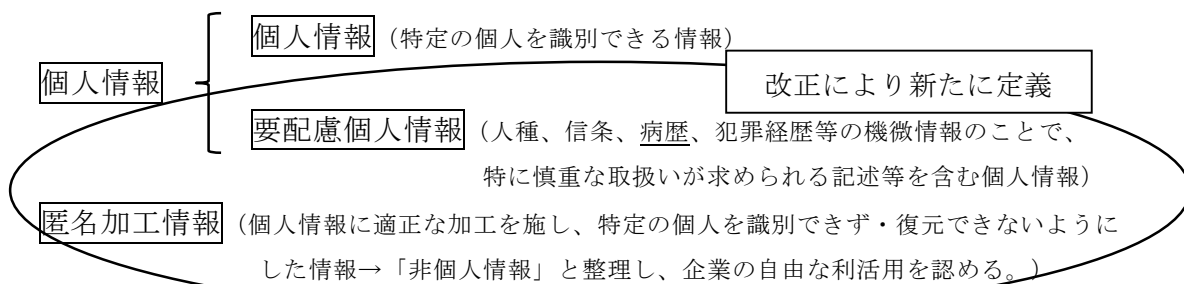 個人情報（特定の個人を識別できる情報）
個人情報
改正により新たに定義
要配慮個人情報（人種、信条、病歴、犯罪経歴等の機微情報のことで、
特に慎重な取扱いが求められる記述等を含む個人情報）
匿名加工情報（個人情報に適正な加工を施し、特定の個人を識別できず・復元できないように
した情報→「非個人情報」と整理し、企業の自由な利活用を認める。）